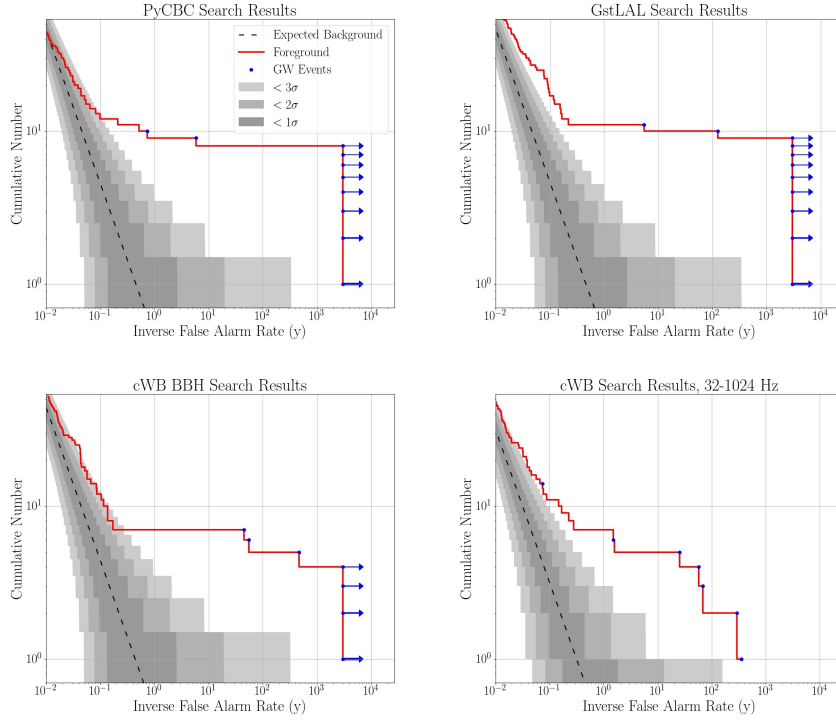 PyCBC Search Results
Expected Background
Foreground
GW Events
< 3σ
< 2σ
< 1σ
Cumulative Number
10¹
10⁰
10⁻² 10⁻¹ 10⁰ 10¹ 10² 10³ 10⁴
Inverse False Alarm Rate (y)
GstLAL Search Results
Cumulative Number
10¹
10⁰
10⁻² 10⁻¹ 10⁰ 10¹ 10² 10³ 10⁴
Inverse False Alarm Rate (y)
cWB BBH Search Results
Cumulative Number
10¹
10⁰
10⁻² 10⁻¹ 10⁰ 10¹ 10² 10³ 10⁴
Inverse False Alarm Rate (y)
cWB Search Results, 32-1024 Hz
Cumulative Number
10¹
10⁰
10⁻² 10⁻¹ 10⁰ 10¹ 10² 10³ 10⁴
Inverse False Alarm Rate (y)